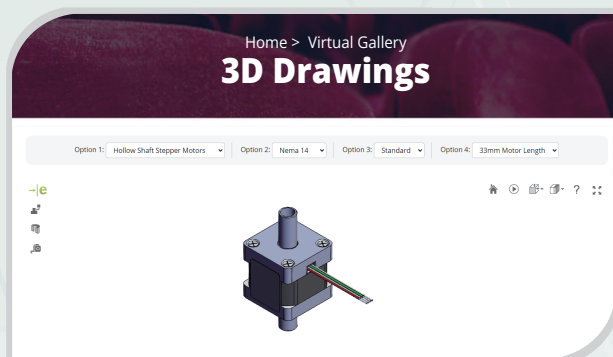 Home > Virtual Gallery
3D Drawings
Option 1: Hollow Shaft Stepper Motors Option 2: Nema 14 Option 3: Standard Option 4: 33mm Motor Length
e
?